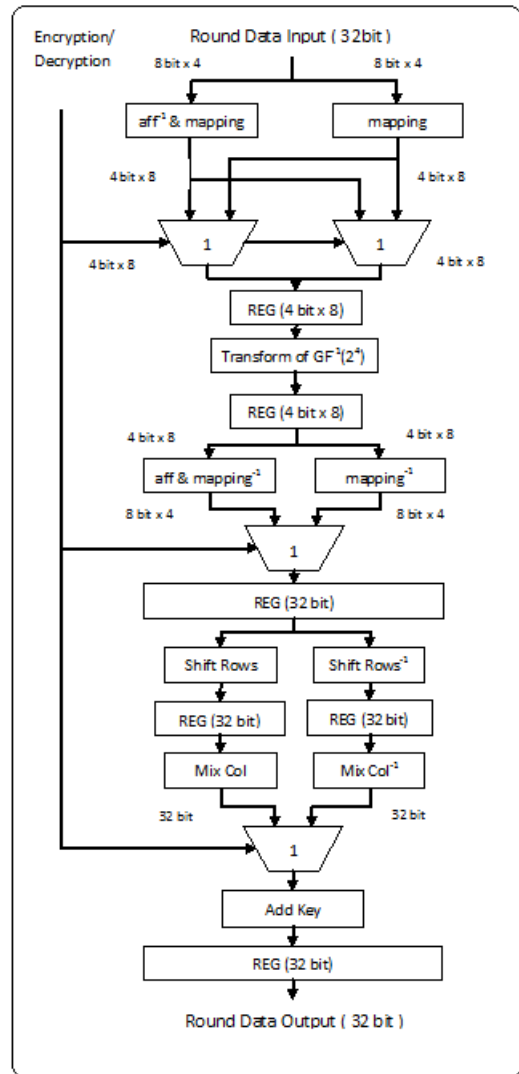 Encryption/
Decryption
Round Data Input ( 32bit )
8 bit x 4
8 bit x 4
aff⁻¹ & mapping
mapping
4 bit x 8
4 bit x 8
1
1
4 bit x 8
4 bit x 8
REG (4 bit x 8)
Transform of GF⁻¹(2⁴)
REG (4 bit x 8)
4 bit x 8
4 bit x 8
aff & mapping⁻¹
mapping⁻¹
8 bit x 4
8 bit x 4
1
REG (32 bit)
Shift Rows
Shift Rows⁻¹
REG (32 bit)
REG (32 bit)
Mix Col
Mix Col⁻¹
32 bit
32 bit
1
Add Key
REG (32 bit)
Round Data Output ( 32 bit )